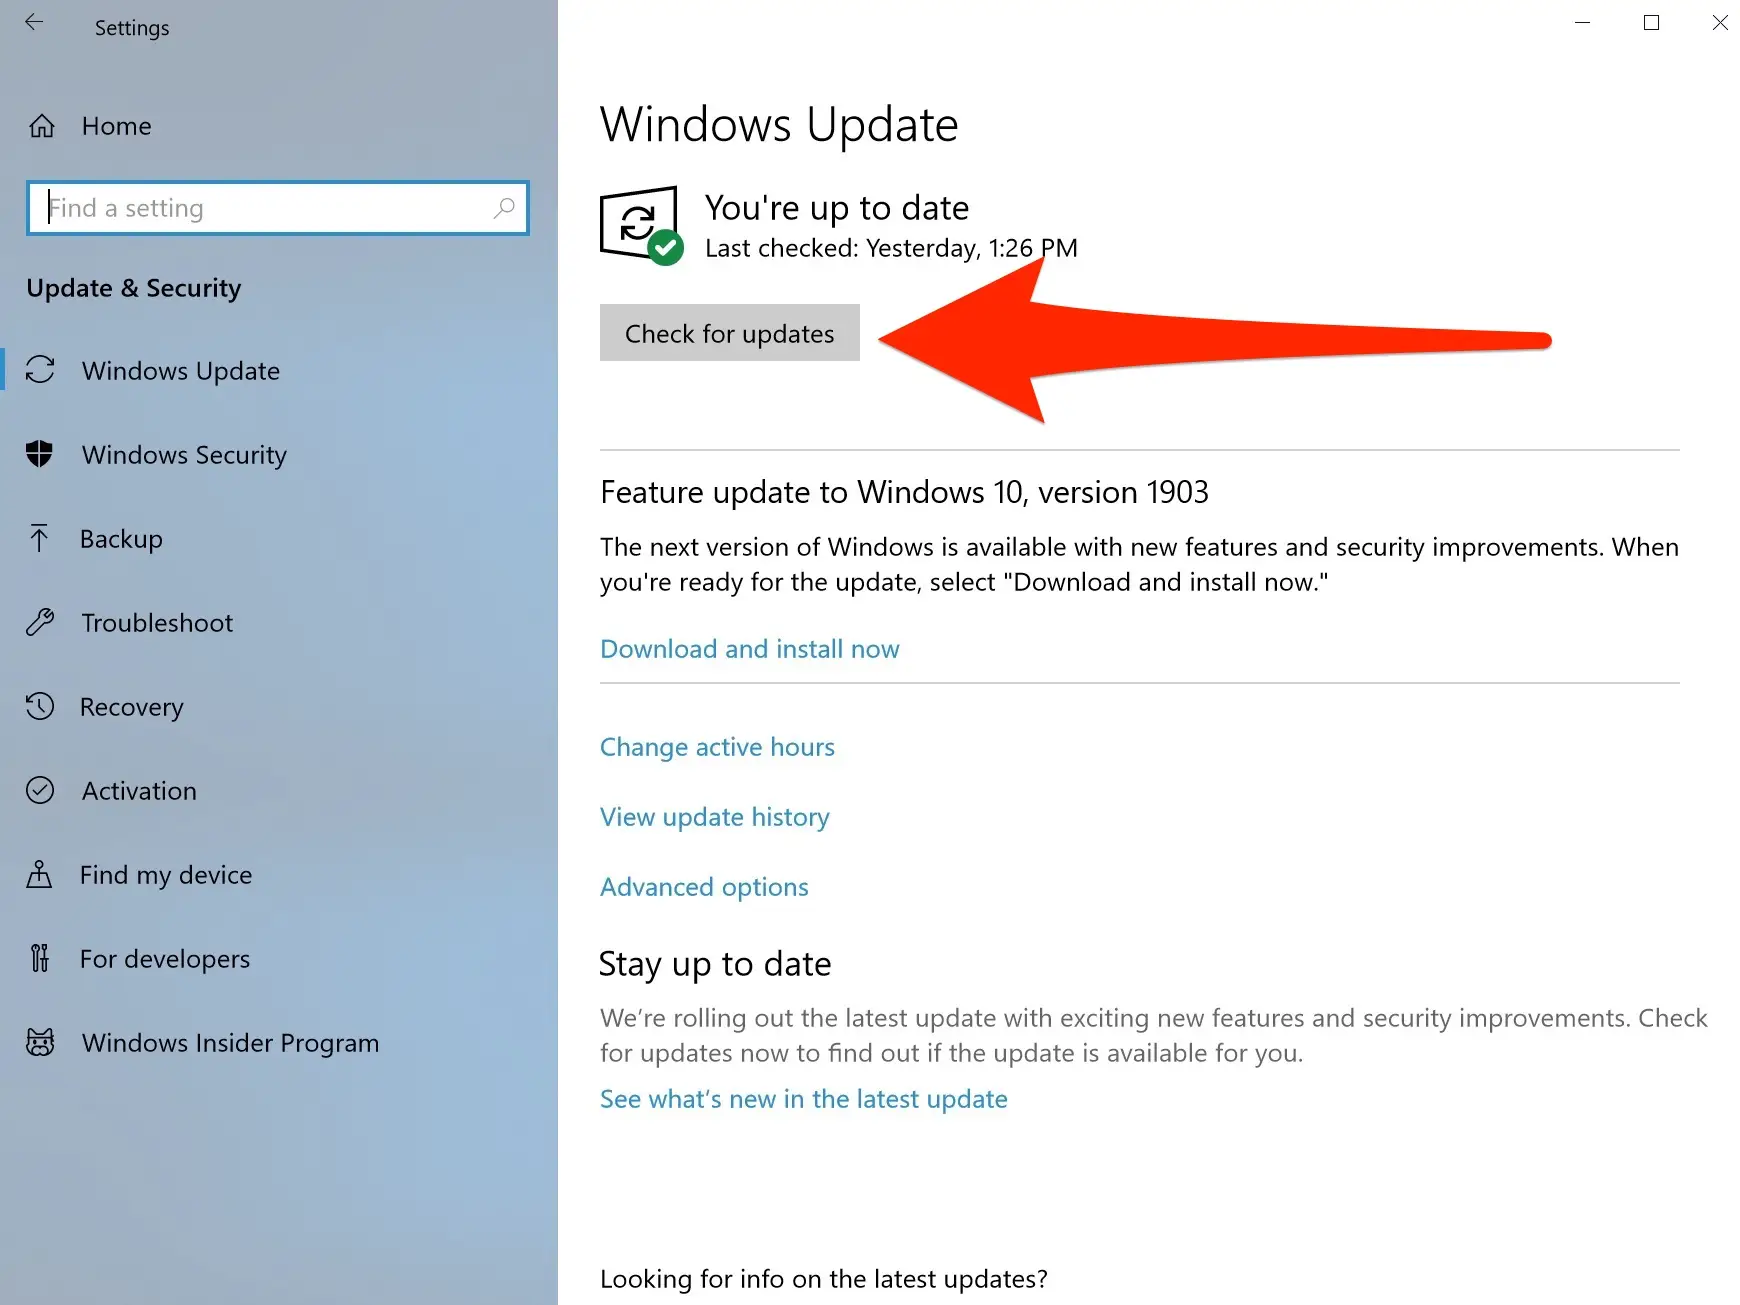 Settings
Home
Find a setting
Update & Security
Windows Update
Windows Security
Backup
Troubleshoot
Recovery
Activation
Find my device
For developers
Windows Insider Program
Windows Update
You're up to date
Last checked: Yesterday, 1:26 PM
Check for updates
Feature update to Windows 10, version 1903
The next version of Windows is available with new features and security improvements. When
you're ready for the update, select "Download and install now."
Download and install now
Change active hours
View update history
Advanced options
Stay up to date
We’re rolling out the latest update with exciting new features and security improvements. Check
for updates now to find out if the update is available for you.
See what’s new in the latest update
Looking for info on the latest updates?